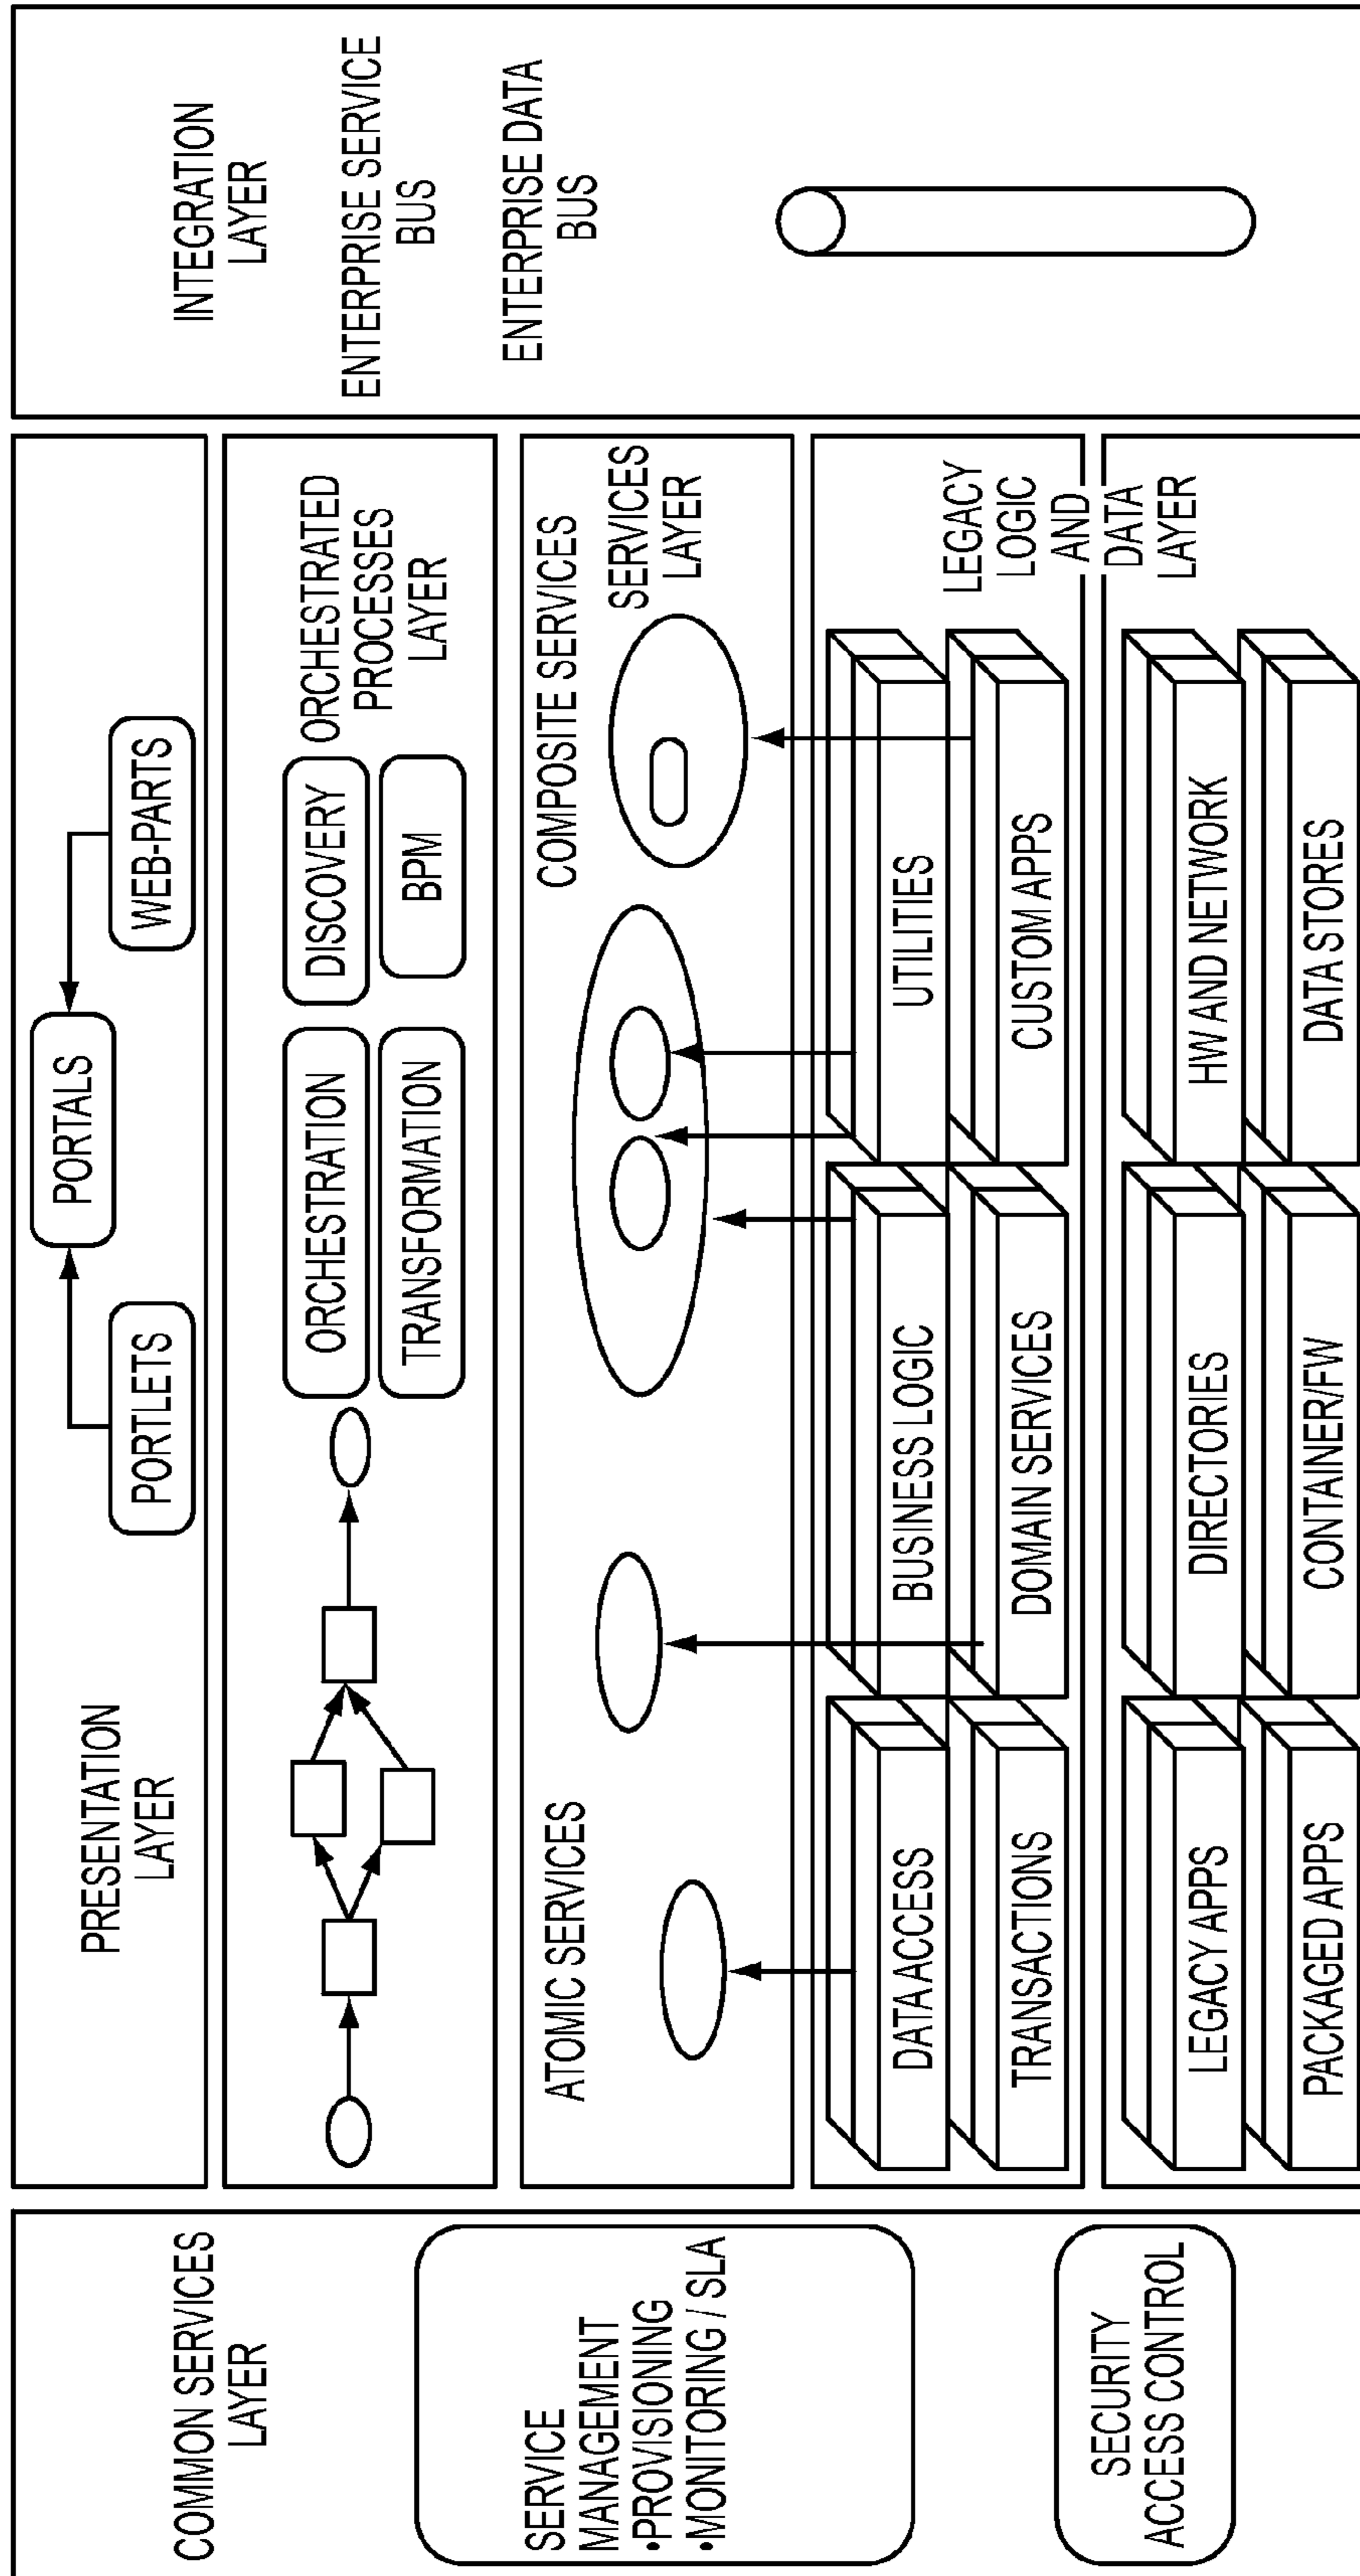 COMMON SERVICES
LAYER
SERVICE
MANAGEMENT
•PROVISIONING
•MONITORING / SLA
SECURITY
ACCESS CONTROL
PRESENTATION
LAYER
PORTALS
PORTLETS
WEB-PARTS
ORCHESTRATION
DISCOVERY
TRANSFORMATION
BPM
ORCHESTRATED
PROCESSES
LAYER
ATOMIC SERVICES
COMPOSITE SERVICES
SERVICES
LAYER
DATA ACCESS
BUSINESS LOGIC
UTILITIES
TRANSACTIONS
DOMAIN SERVICES
CUSTOM APPS
LEGACY
LOGIC
AND
DATA
LAYER
LEGACY APPS
DIRECTORIES
HW AND NETWORK
PACKAGED APPS
CONTAINER/FW
DATA STORES
INTEGRATION
LAYER
ENTERPRISE SERVICE
BUS
ENTERPRISE DATA
BUS